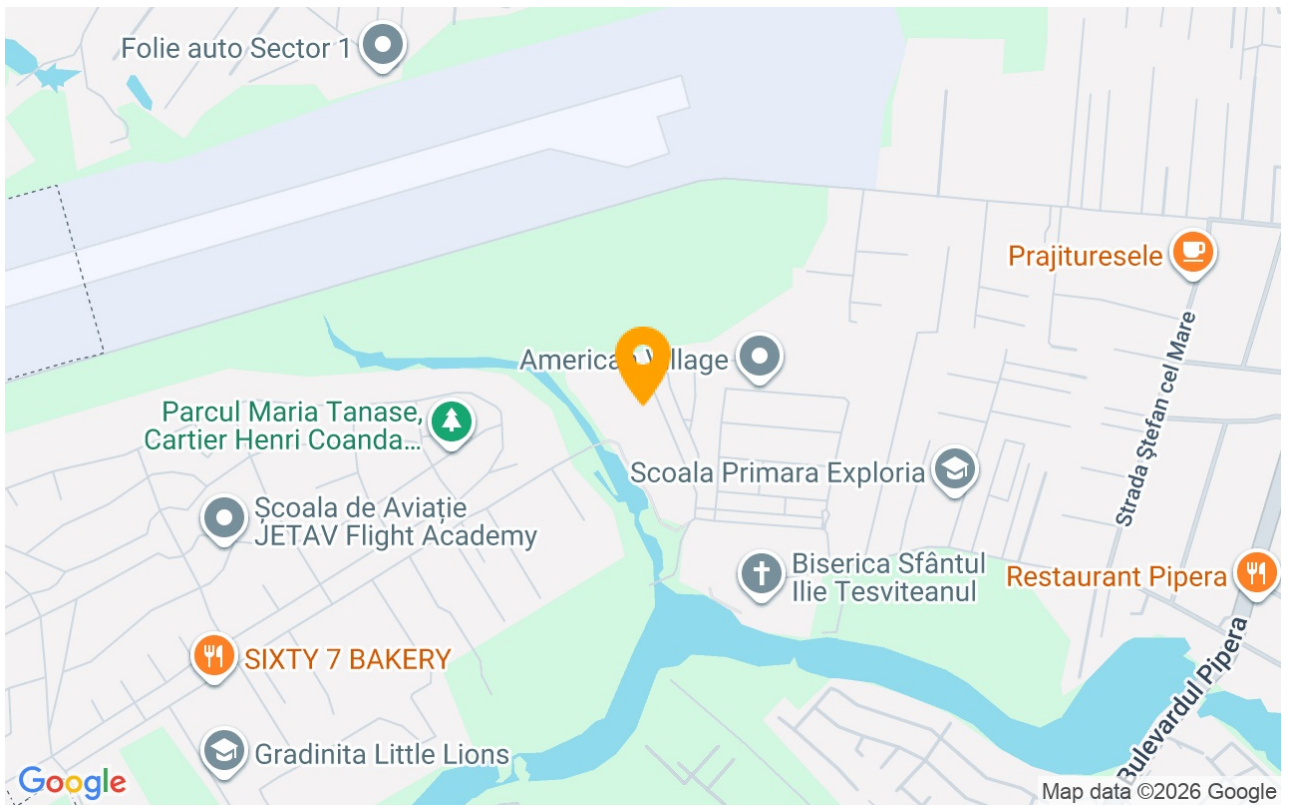 Folie auto Sector 1
Prajituresele
American Village
Parcul Maria Tanase,
Cartier Henri Coanda...
Strada Ștefan cel Mare
Scoala Primara Exploria
Școala de Aviație
JETAV Flight Academy
Biserica Sfântul
Ilie Tesviteanul
Restaurant Pipera
SIXTY 7 BAKERY
Bulevardul Pipera
Gradinita Little Lions
Google
Map data ©2026 Google